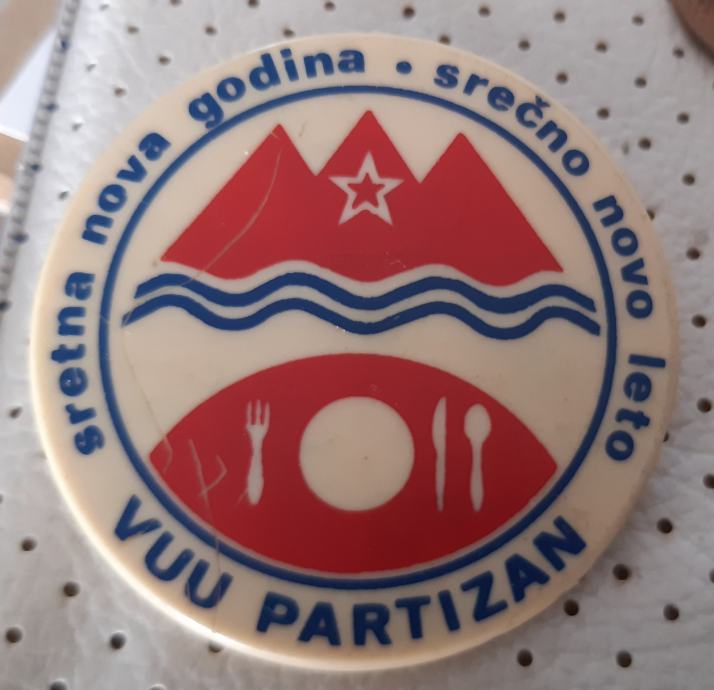 sretna nova godina • srečno novo leto
VUU PARTIZAN